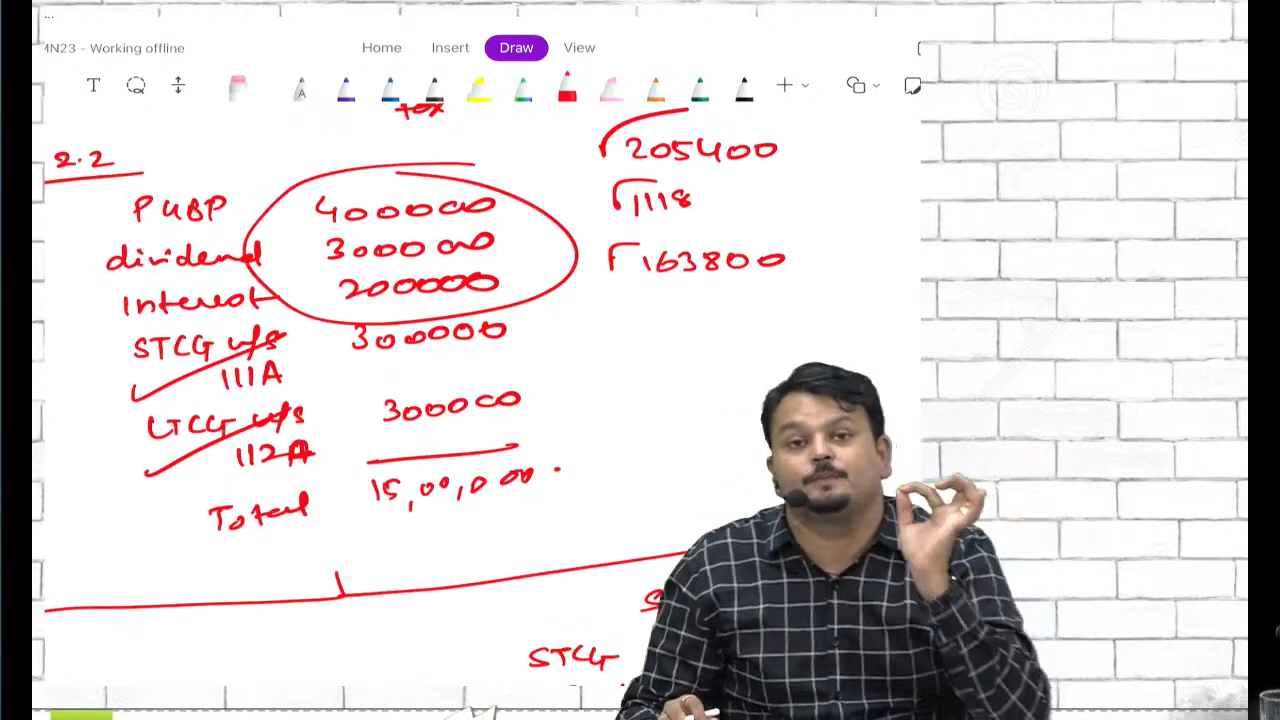 MN23 - Working offline
Home Insert Draw View
tax
2.2
205400
PGBP 400000
1118
dividend 300000
163800
Interest 200000
STCG u/s 300000
111A
LTCG u/s 300000
112A
Total 15,00,000
STCG